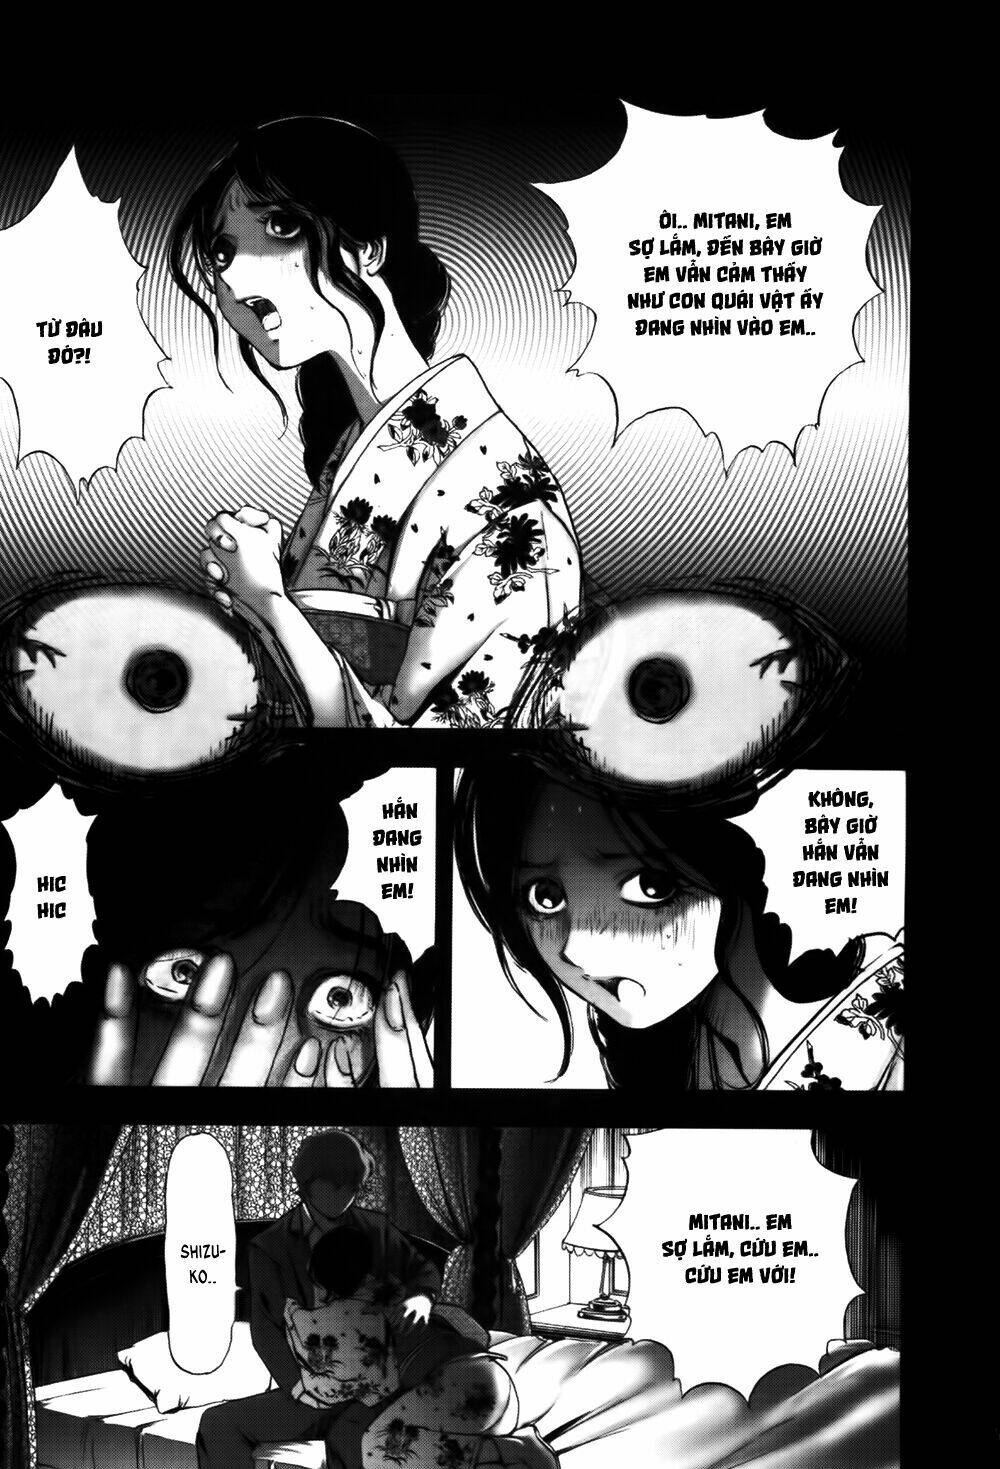 ÔI.. MITANI, EM
SỢ LẮM, ĐẾN BÂY GIỜ
EM VẪN CẢM THẤY
NHƯ CON QUÁI VẬT ẤY
ĐANG NHÌN VÀO EM..
TỪ ĐÂU
ĐÓ?!
KHÔNG,
BÂY GIỜ
HẮN VẪN
ĐANG NHÌN
EM!
HẮN
ĐANG
NHÌN
EM!
HIC
HIC
MITANI.. EM
SỢ LẮM, CỨU EM..
CỨU EM VỚI!
SHIZU-
KO..